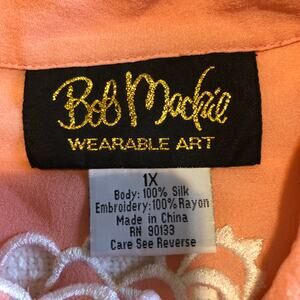 Bob Mackie
WEARABLE ART
1X
Body: 100% Silk
Embroidery: 100% Rayon
Made in China
RN 90133
Care See Reverse